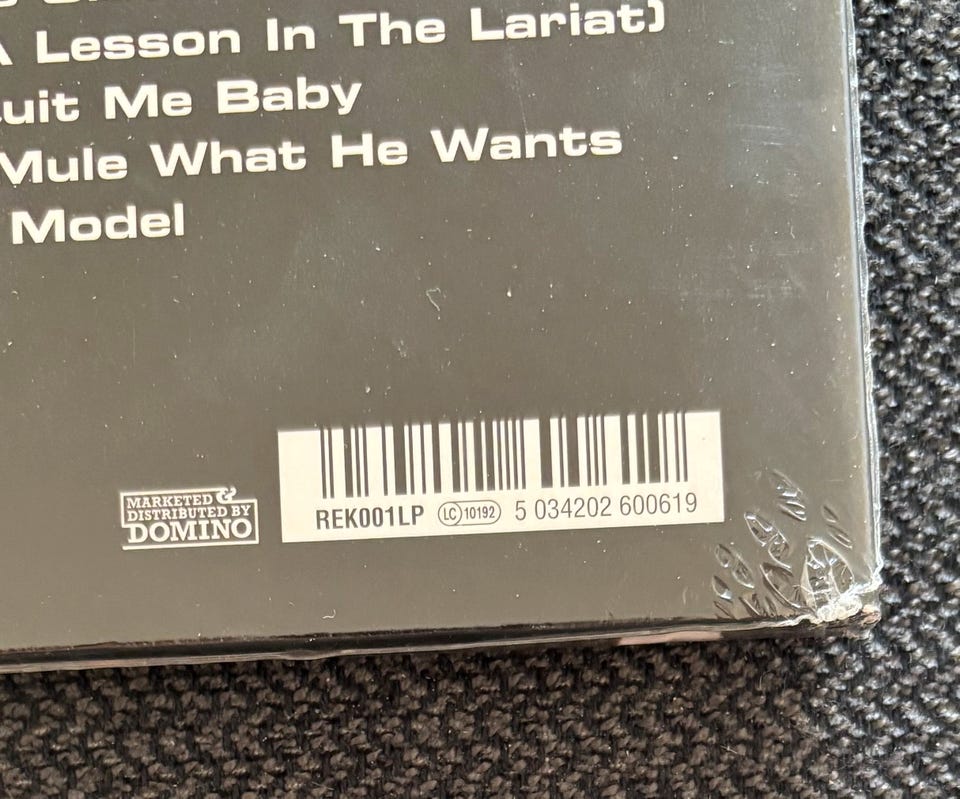 A Lesson In The Lariat)
uit Me Baby
Mule What He Wants
Model
MARKETED &
DISTRIBUTED BY
DOMINO
REK001LP LC 10192 5 034202 600619